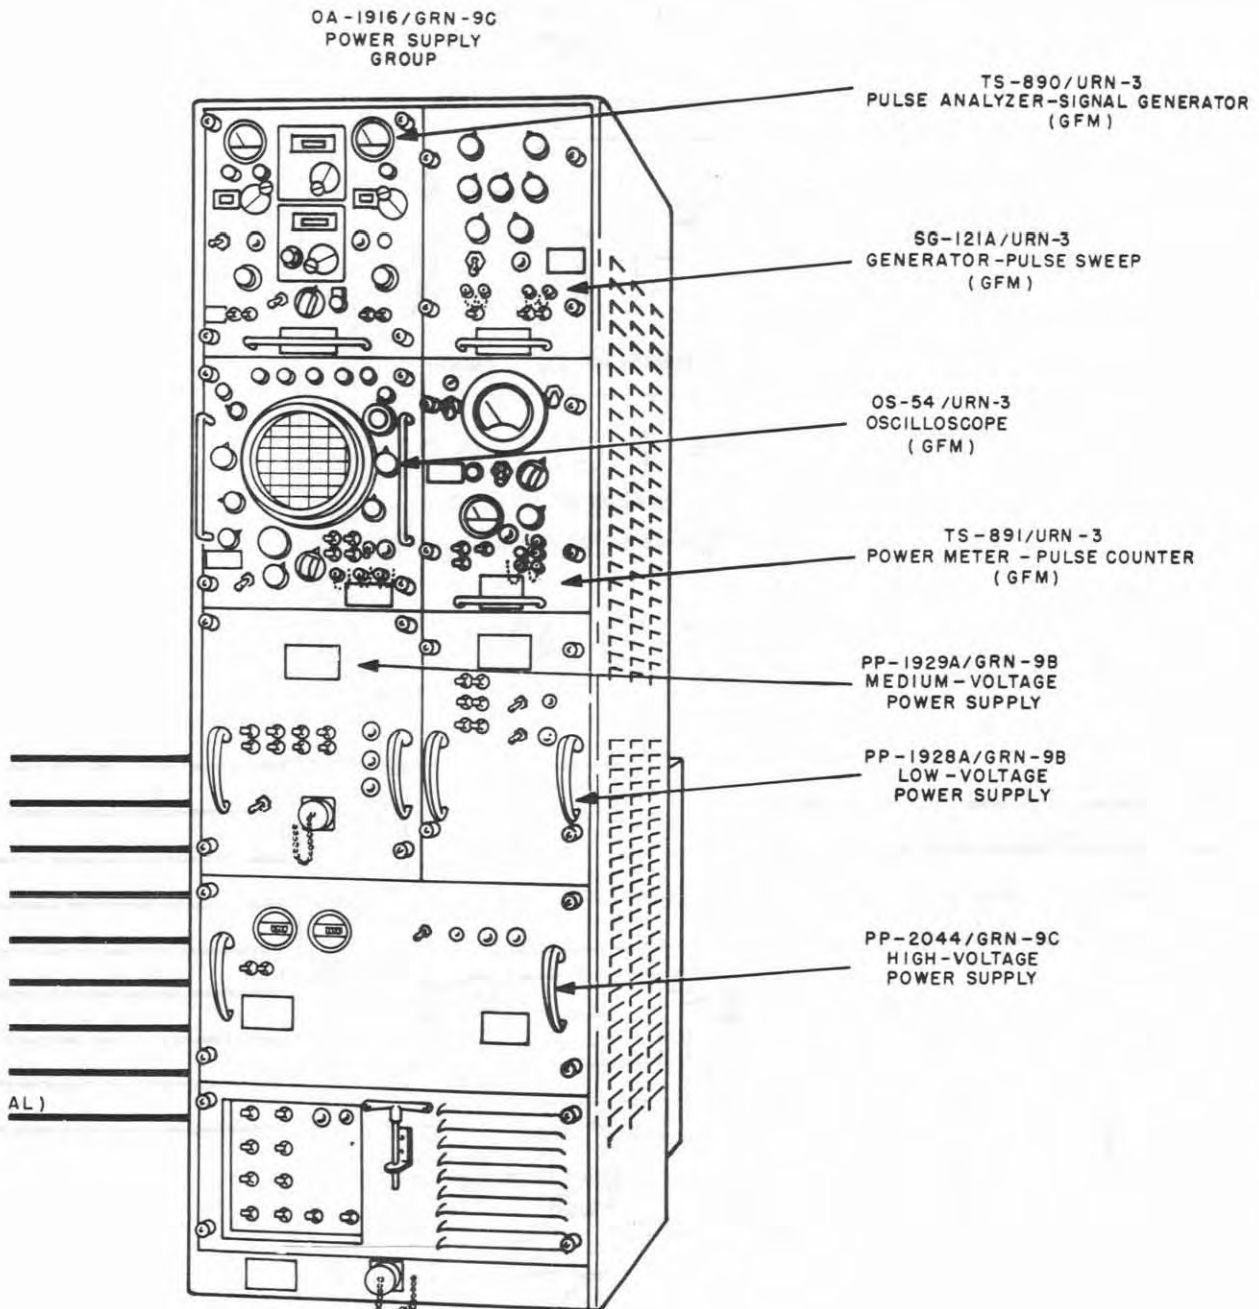 OA-1916/GRN-9C
POWER SUPPLY
GROUP
TS-890/URN-3
PULSE ANALYZER-SIGNAL GENERATOR
(GFM)
SG-121A/URN-3
GENERATOR-PULSE SWEEP
(GFM)
OS-54/URN-3
OSCILLOSCOPE
(GFM)
TS-891/URN-3
POWER METER - PULSE COUNTER
(GFM)
PP-1929A/GRN-9B
MEDIUM-VOLTAGE
POWER SUPPLY
PP-1928A/GRN-9B
LOW-VOLTAGE
POWER SUPPLY
PP-2044/GRN-9C
HIGH-VOLTAGE
POWER SUPPLY
AL)